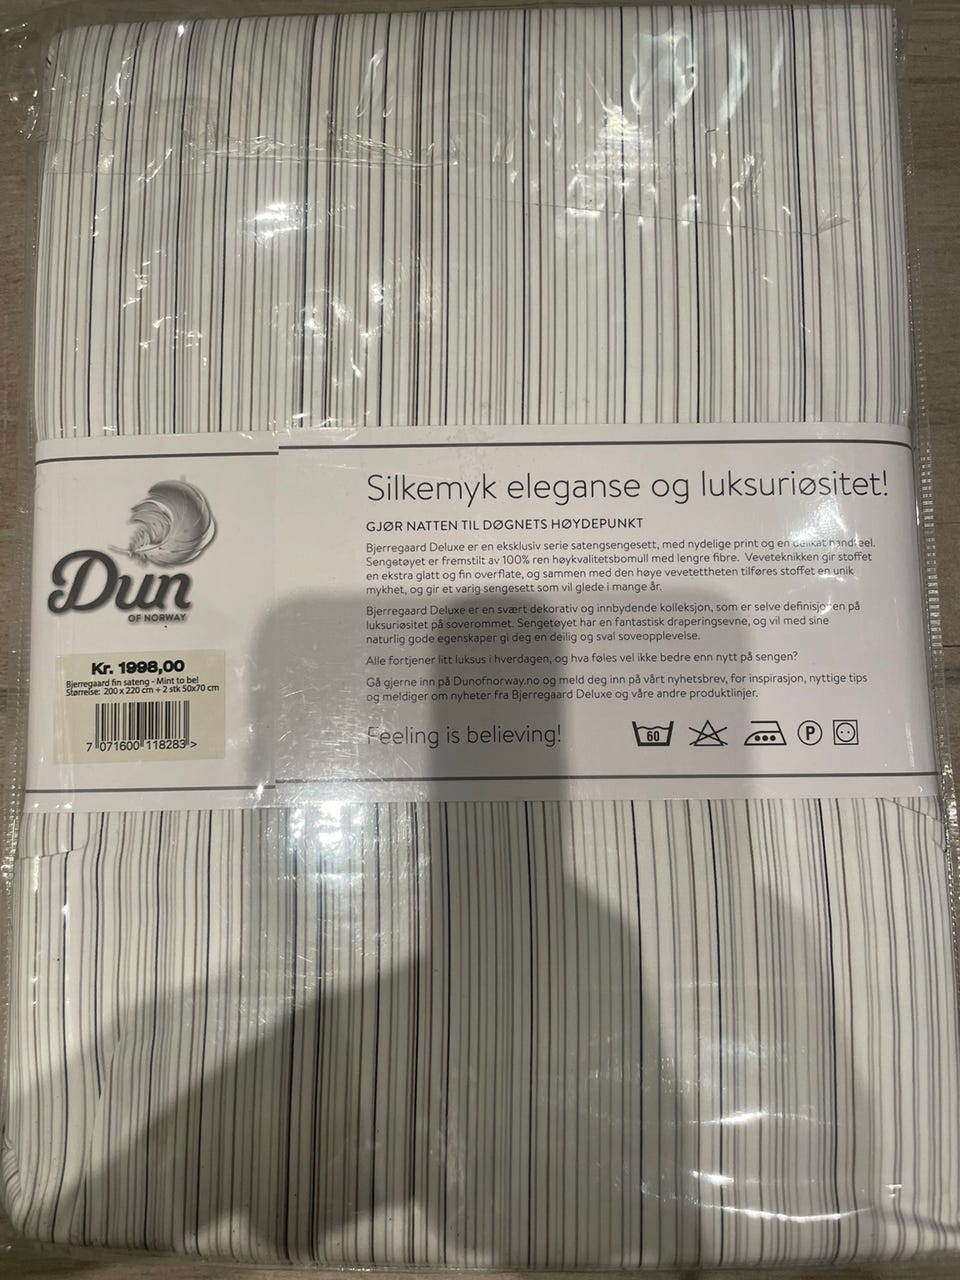 Dun
OF NORWAY
Kr. 1998,00
Bjerregaard fin sateng - Mint to bel
Størrelse: 200 x 220 cm + 2 stk 50x70 cm
7 071600 118283 >
Silkemyk eleganse og luksuriøsitet!
GJØR NATTEN TIL DØGNETS HØYDEPUNKT
Bjerregaard Deluxe er en eksklusiv serie satengsengesett, med nydelige print og en delikat handfeel.
Sengetøyet er fremstilt av 100% ren høykvalitetsbomull med lengre fibre. Veveteknikken gir stoffet
en ekstra glatt og fin overflate, og sammen med den høye vevetettheten tilføres stoffet en unik
mykhet, og gir et varig sengesett som vil glede i mange år.
Bjerregaard Deluxe er en svært dekorativ og innbydende kolleksjon, som er selve definisjonen på
luksuriøsitet på soverommet. Sengetøyet har en fantastisk draperingsevne, og vil med sine
naturlig gode egenskaper gi deg en deilig og sval soveopplevelse.
Alle fortjener litt luksus i hverdagen, og hva føles vel ikke bedre enn nytt på sengen?
Gå gjerne inn på Dunofnorway.no og meld deg inn på vårt nyhetsbrev, for inspirasjon, nyttige tips
og meldiger om nyheter fra Bjerregaard Deluxe og våre andre produktlinjer.
Feeling is believing!
60
P